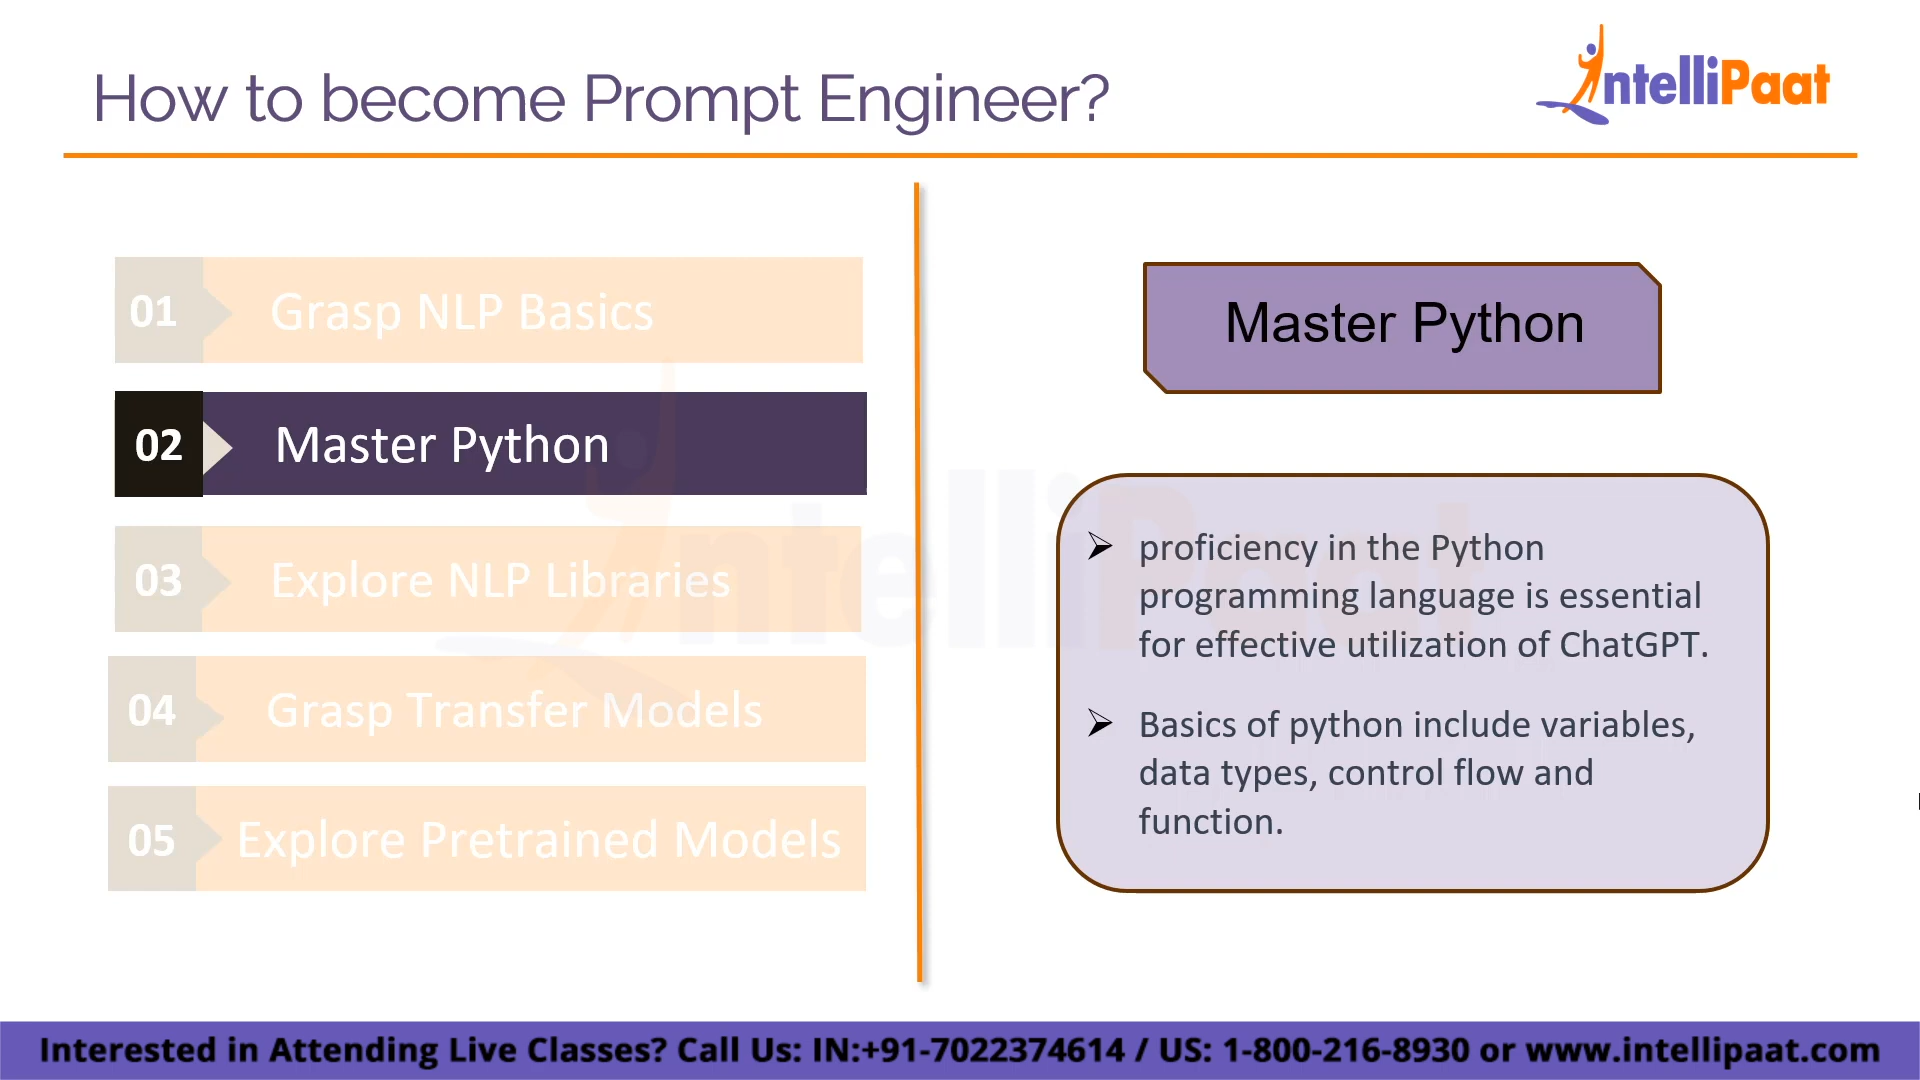 How to become Prompt Engineer?
ntelliPaat
01 Grasp NLP Basics
02 Master Python
03 Explore NLP Libraries
04 Grasp Transfer Models
05 Explore Pretrained Models
Master Python
proficiency in the Python
programming language is essential
for effective utilization of ChatGPT.
Basics of python include variables,
data types, control flow and
function.
ntelliPaat
Interested in Attending Live Classes? Call Us: IN:+91-7022374614 / US: 1-800-216-8930 or www.intellipaat.com